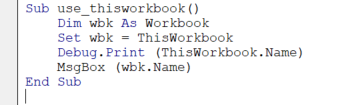 Sub use_thisworkbook()
    Dim wbk As Workbook
    Set wbk = ThisWorkbook
    Debug.Print (ThisWorkbook.Name)
    MsgBox (wbk.Name)
End Sub